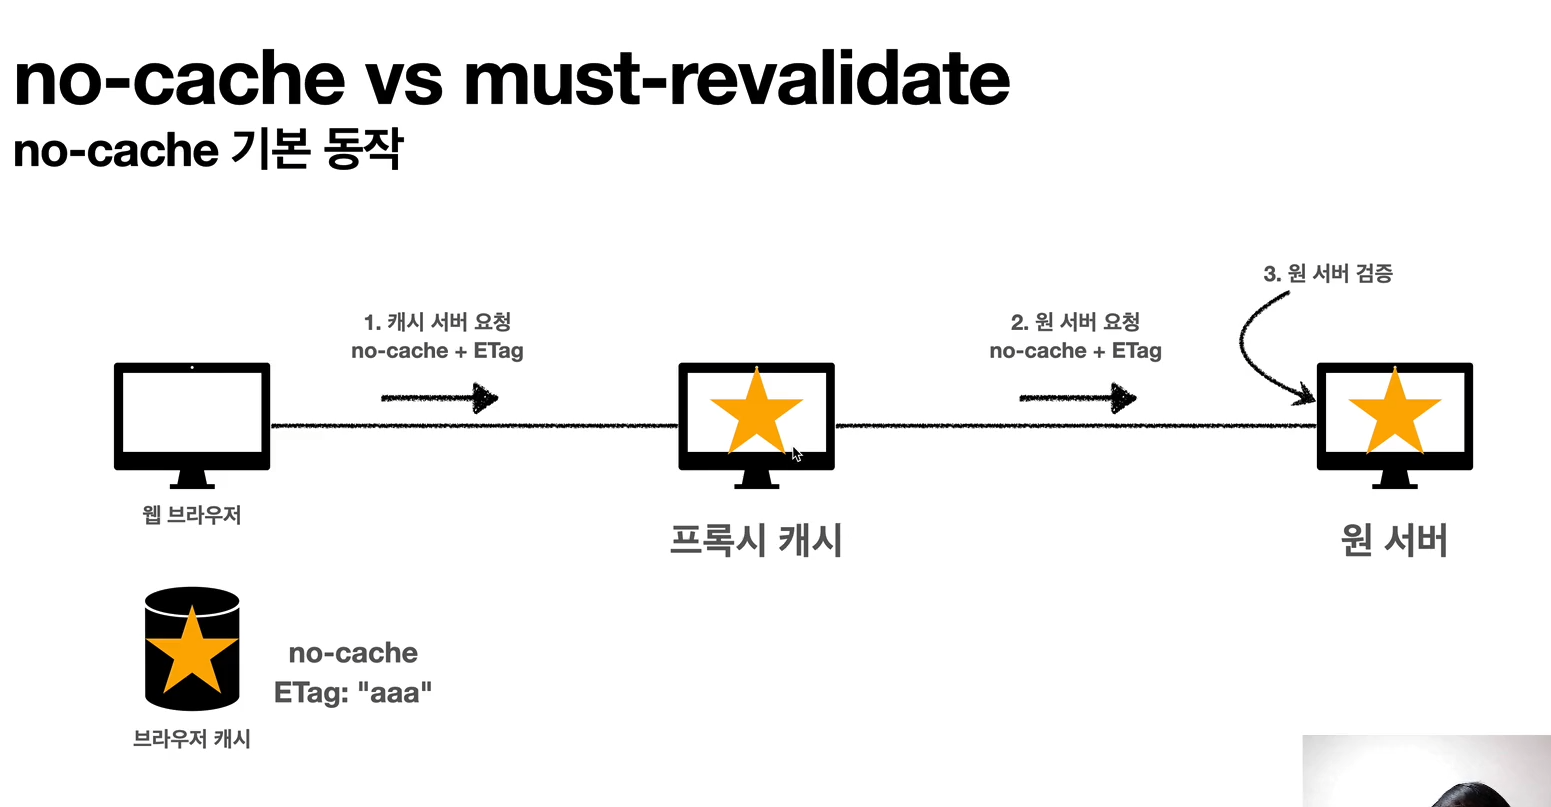 no-cache vs must-revalidate
no-cache 기본 동작
3. 원 서버 검증
1. 캐시 서버 요청
no-cache + ETag
2. 원 서버 요청
no-cache + ETag
웹 브라우저
프록시 캐시
원 서버
no-cache
ETag: "aaa"
브라우저 캐시